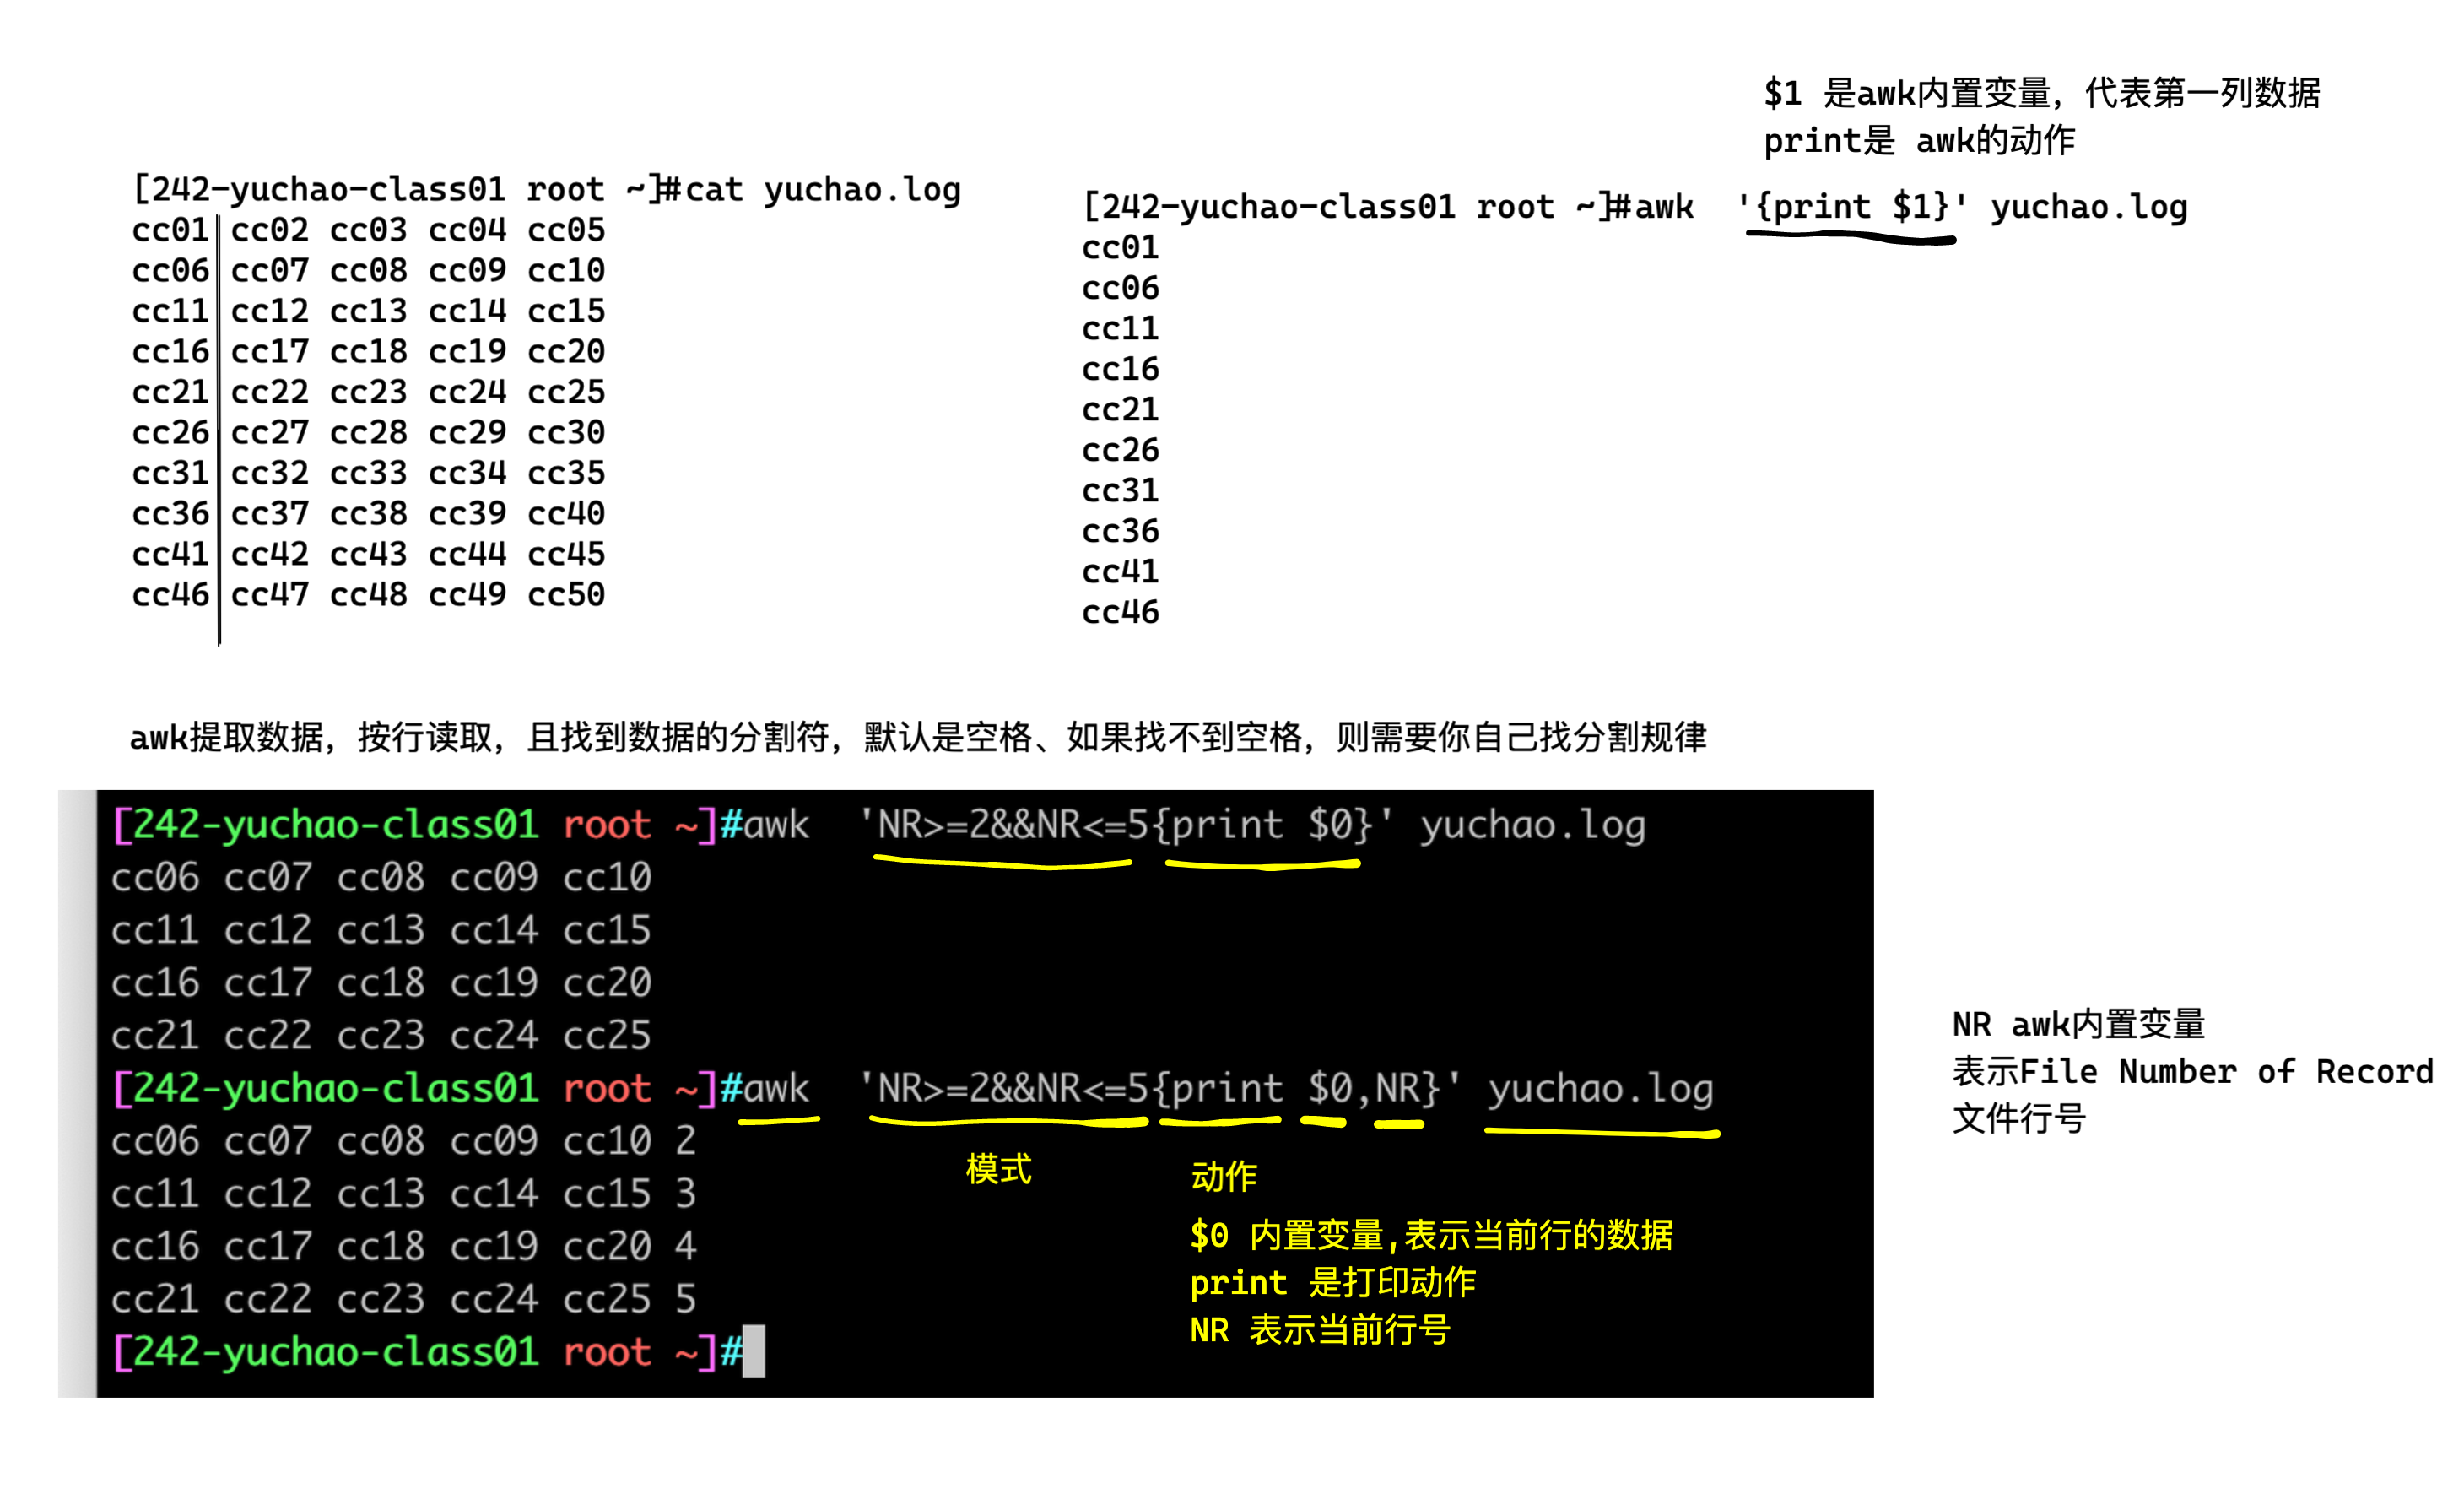 $1 是awk内置变量，代表第一列数据
print是 awk的动作
[242-yuchao-class01 root ~]#cat yuchao.log
cc01 cc02 cc03 cc04 cc05
cc06 cc07 cc08 cc09 cc10
cc11 cc12 cc13 cc14 cc15
cc16 cc17 cc18 cc19 cc20
cc21 cc22 cc23 cc24 cc25
cc26 cc27 cc28 cc29 cc30
cc31 cc32 cc33 cc34 cc35
cc36 cc37 cc38 cc39 cc40
cc41 cc42 cc43 cc44 cc45
cc46 cc47 cc48 cc49 cc50
[242-yuchao-class01 root ~]#awk  '{print $1}' yuchao.log
cc01
cc06
cc11
cc16
cc21
cc26
cc31
cc36
cc41
cc46
awk提取数据，按行读取，且找到数据的分割符，默认是空格、如果找不到空格，则需要你自己找分割规律
[242-yuchao-class01 root ~]#awk  'NR>=2&&NR<=5{print $0}' yuchao.log
cc06 cc07 cc08 cc09 cc10
cc11 cc12 cc13 cc14 cc15
cc16 cc17 cc18 cc19 cc20
cc21 cc22 cc23 cc24 cc25
[242-yuchao-class01 root ~]#awk  'NR>=2&&NR<=5{print $0,NR}' yuchao.log
cc06 cc07 cc08 cc09 cc10 2
cc11 cc12 cc13 cc14 cc15 3
cc16 cc17 cc18 cc19 cc20 4
cc21 cc22 cc23 cc24 cc25 5
[242-yuchao-class01 root ~]#
模式
动作
$0 内置变量,表示当前行的数据
print 是打印动作
NR 表示当前行号
NR awk内置变量
表示File Number of Record
文件行号